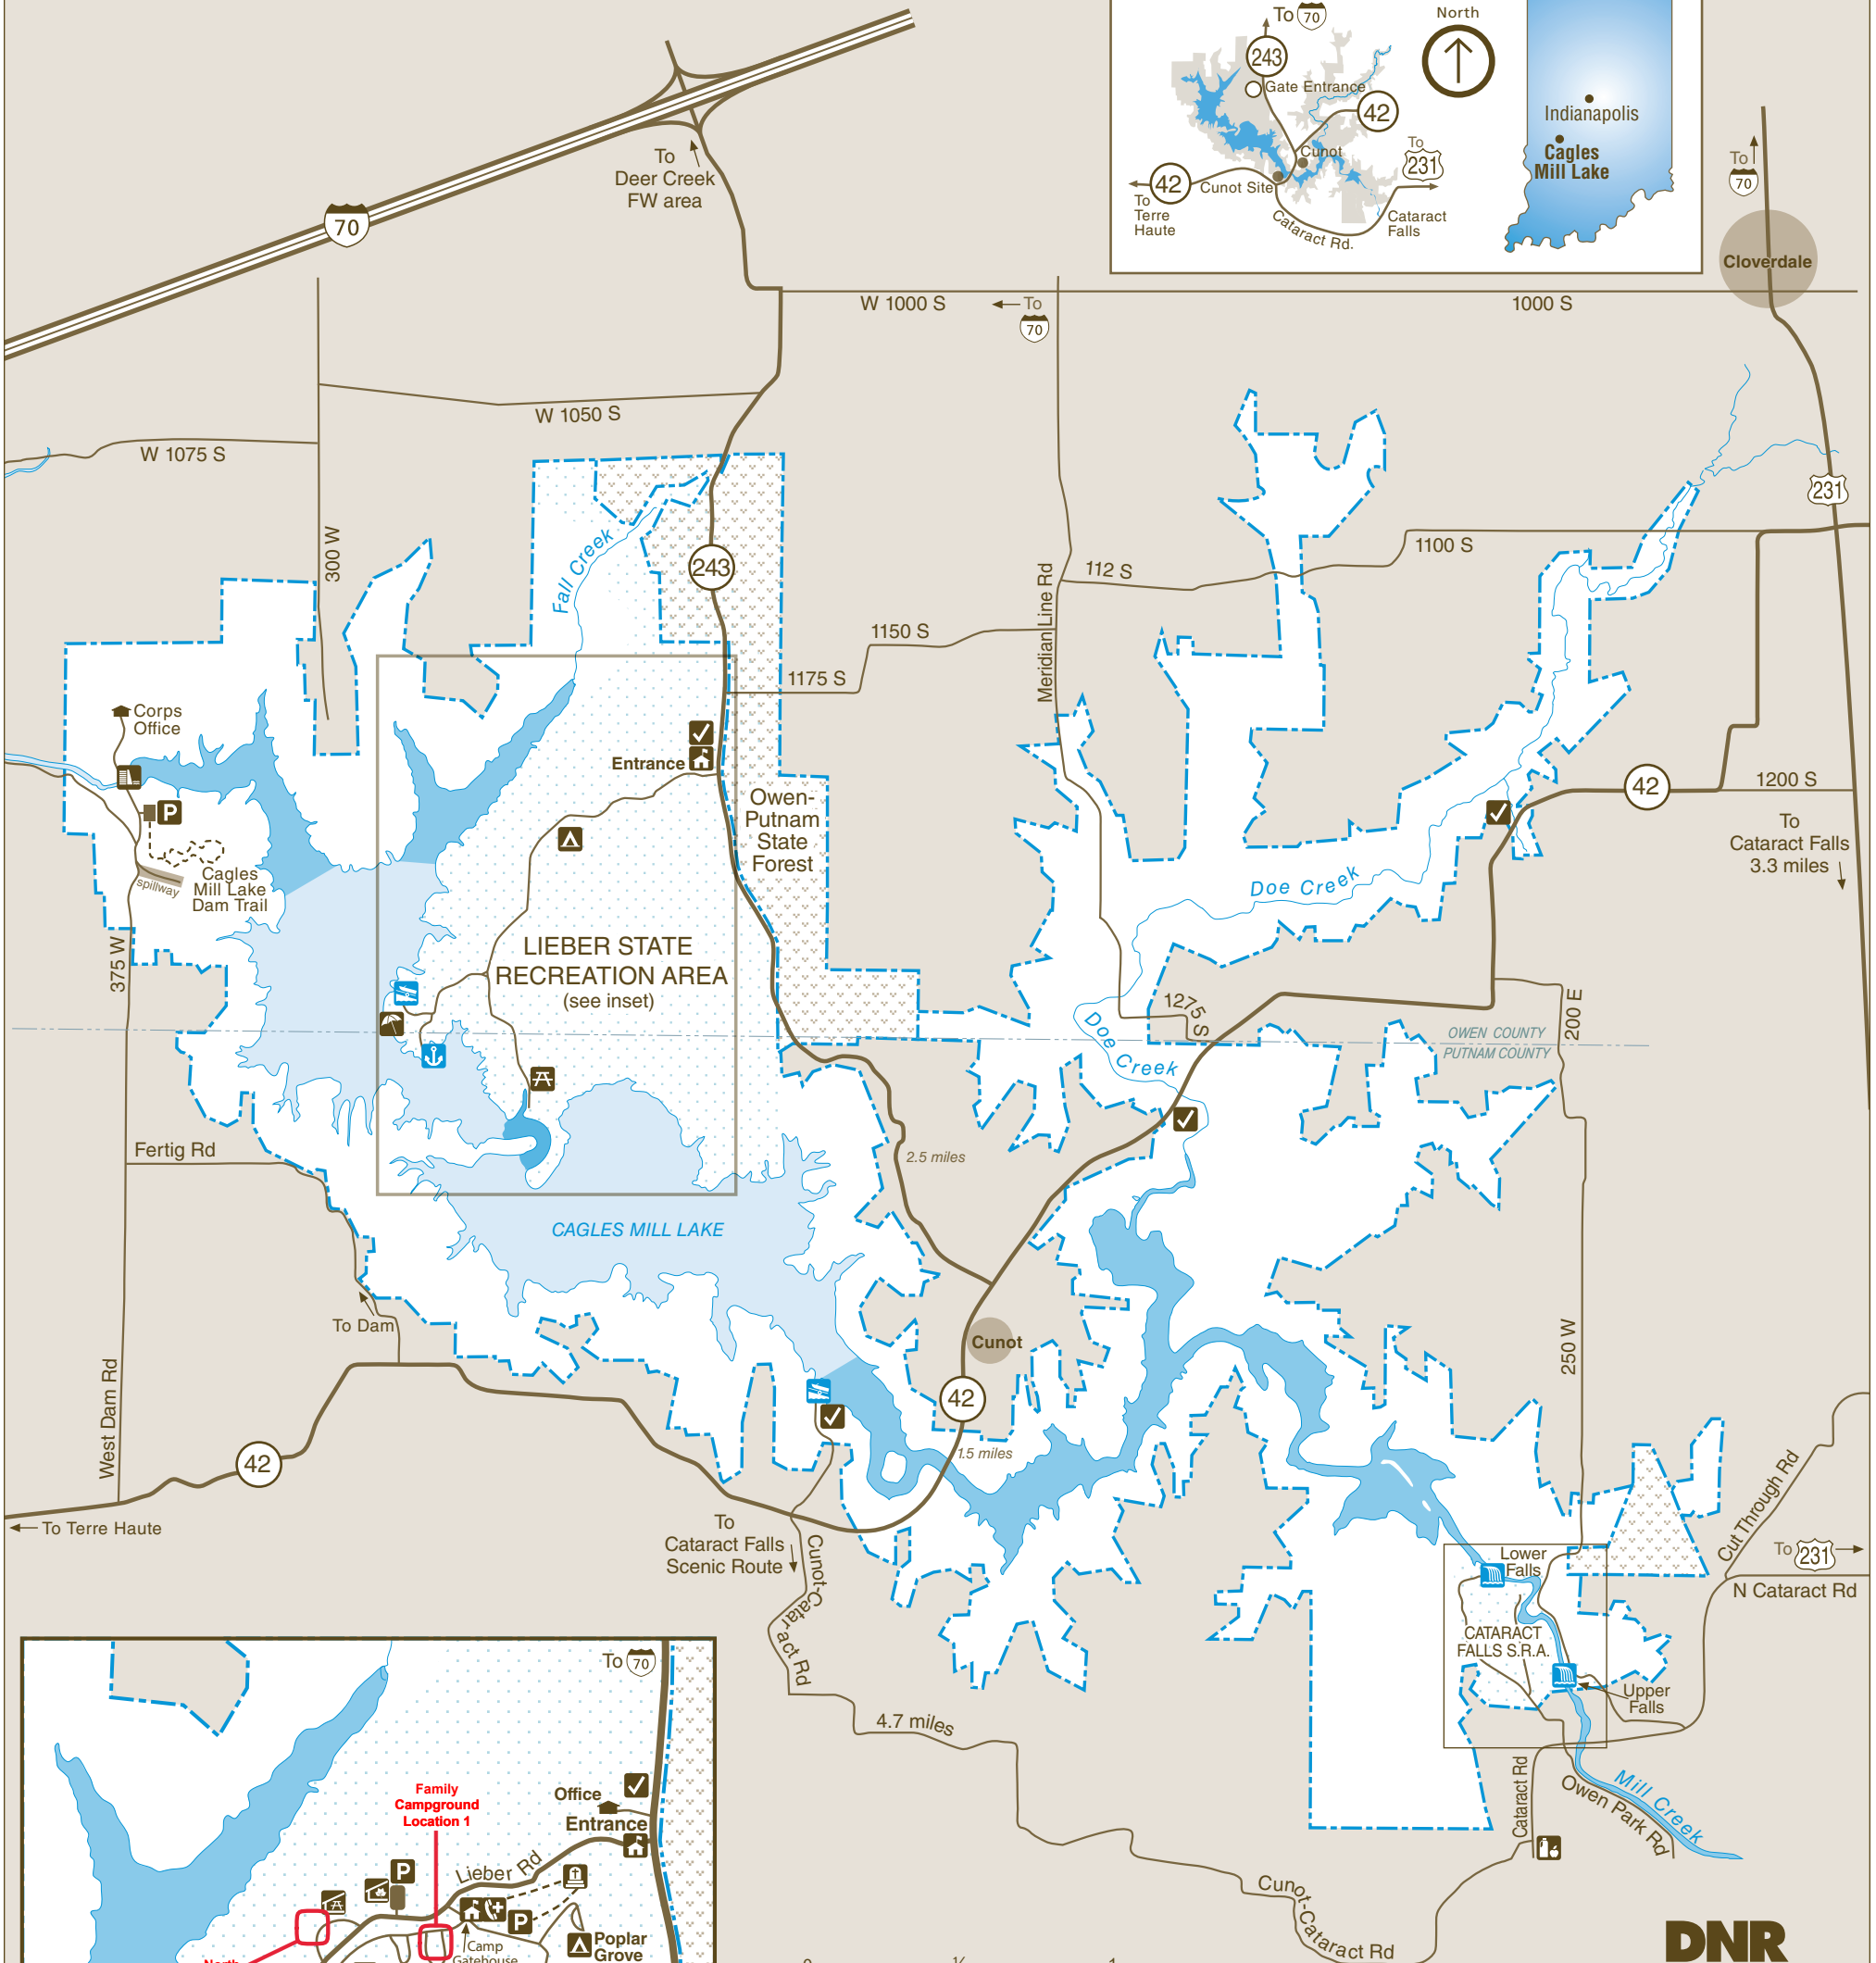 To 70
243
Gate Entrance
42
Cunot
To
231
42
Cunot Site
To
Terre
Haute
Cataract Rd.
Cataract
Falls
North
Indianapolis
Cagles
Mill Lake
To
70
Cloverdale
70
To
Deer Creek
FW area
W 1000 S
To
70
1000 S
W 1050 S
W 1075 S
300 W
Fall Creek
243
231
1100 S
112 S
Meridian Line Rd
1150 S
1175 S
Corps
Office
P
Cagles
Mill Lake
Dam Trail
spillway
375 W
Entrance
Owen-
Putnam
State
Forest
42
1200 S
To
Cataract Falls
3.3 miles
Doe Creek
LIEBER STATE
RECREATION AREA
(see inset)
1275 S
Doe Creek
OWEN COUNTY
PUTNAM COUNTY
200 E
Fertig Rd
2.5 miles
CAGLES MILL LAKE
To Dam
West Dam Rd
Cunot
42
1.5 miles
250 W
42
To Terre Haute
To
Cataract Falls
Scenic Route
Cunot-Cataract Rd
Cut Through Rd
To 231
N Cataract Rd
Lower
Falls
CATARACT
FALLS S.R.A.
Upper
Falls
4.7 miles
Cataract Rd
Owen Park Rd
Mill Creek
Cunot-Cataract Rd
DNR
To 70
Family
Campground
Location 1
Office
Entrance
Lieber Rd
P
P
Camp
Gatehouse
Poplar
Grove
North
0 ½ 1